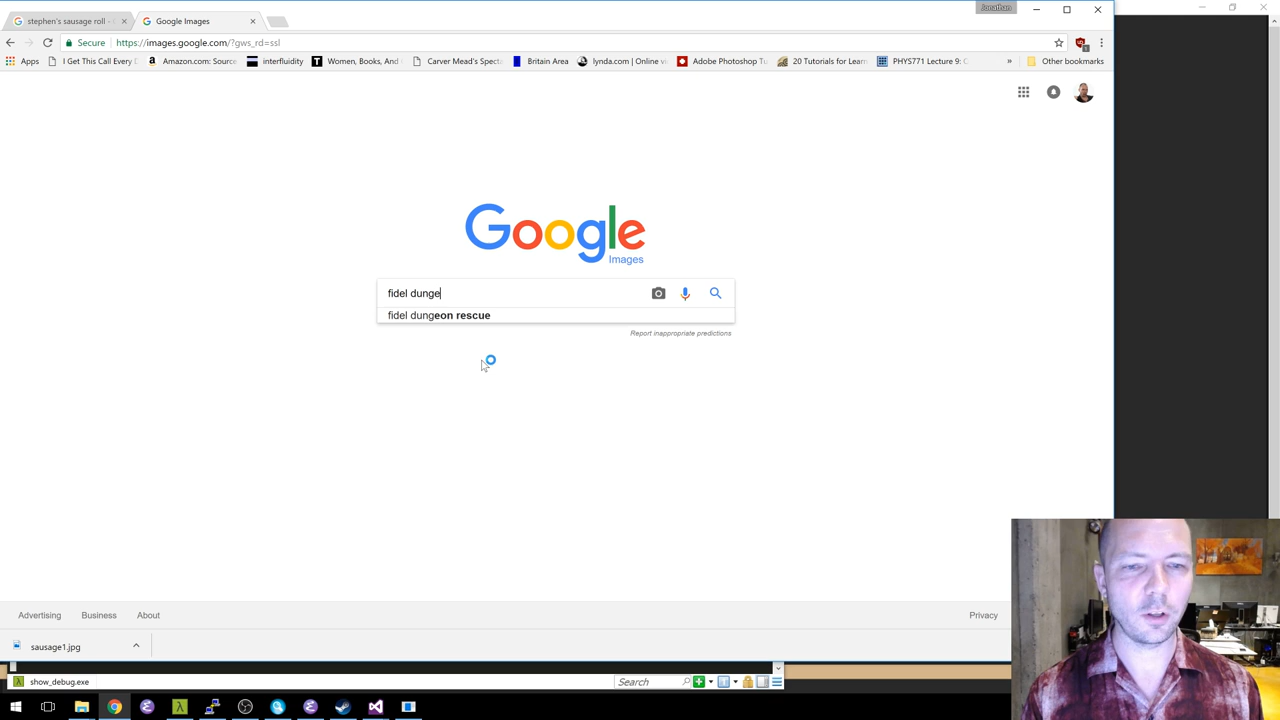 Jonathan
stephen's sausage roll - G
Google Images
Secure
https://images.google.com/?gws_rd=ssl
Apps
I Get This Call Every D
Amazon.com: Source
interfluidity
Women, Books, And
Carver Mead's Specta
Britain Area
lynda.com | Online vi
Adobe Photoshop Tu
20 Tutorials for Learn
PHYS771 Lecture 9: C
»
Other bookmarks
Google
Images
fidel dunge
fidel dungeon rescue
Report inappropriate predictions
Advertising
Business
About
Privacy
sausage1.jpg
show_debug.exe
Search